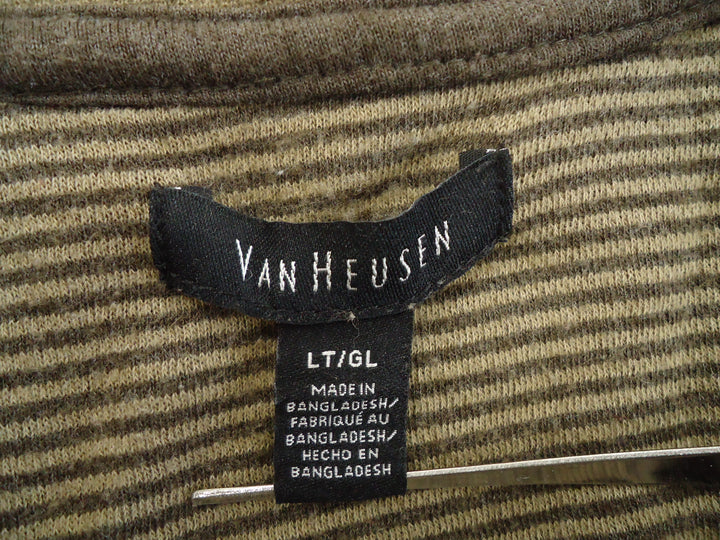 VAN HEUSEN
LT/GL
MADE IN
BANGLADESH/
FABRIQUÉ AU
BANGLADESH/
HECHO EN
BANGLADESH